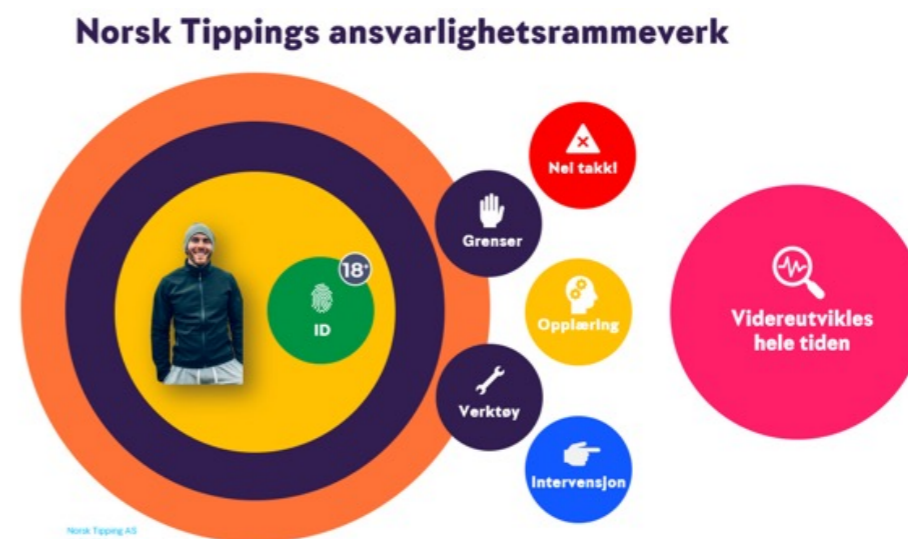 Norsk Tippings ansvarlighetsrammeverk
Nei takk!
Grenser
18+
ID
Opplæring
Videreutvikles
hele tiden
Verktøy
Intervensjon
Norsk Tipping AS